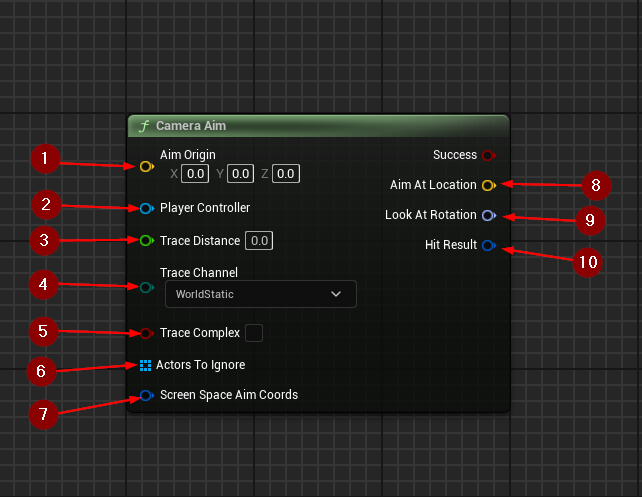 f Camera Aim
1 Aim Origin Success
X 0.0 Y 0.0 Z 0.0
Aim At Location 8
2 Player Controller Look At Rotation 9
3 Trace Distance 0.0 Hit Result 10
4 Trace Channel
WorldStatic
5 Trace Complex
6 Actors To Ignore
7 Screen Space Aim Coords